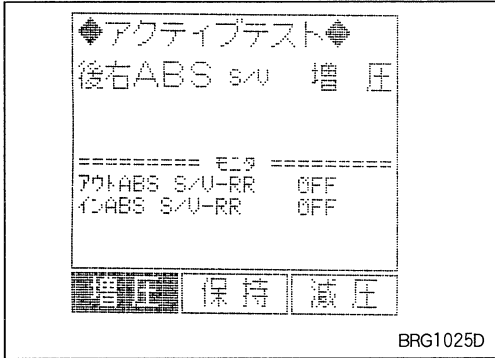 ◆アクティブテスト◆
後右ABS S/V 増 圧
========= モニタ =========
アウトABS S/V-RR OFF
インABS S/V-RR OFF
増 圧 保 持 減 圧
BRG1025D